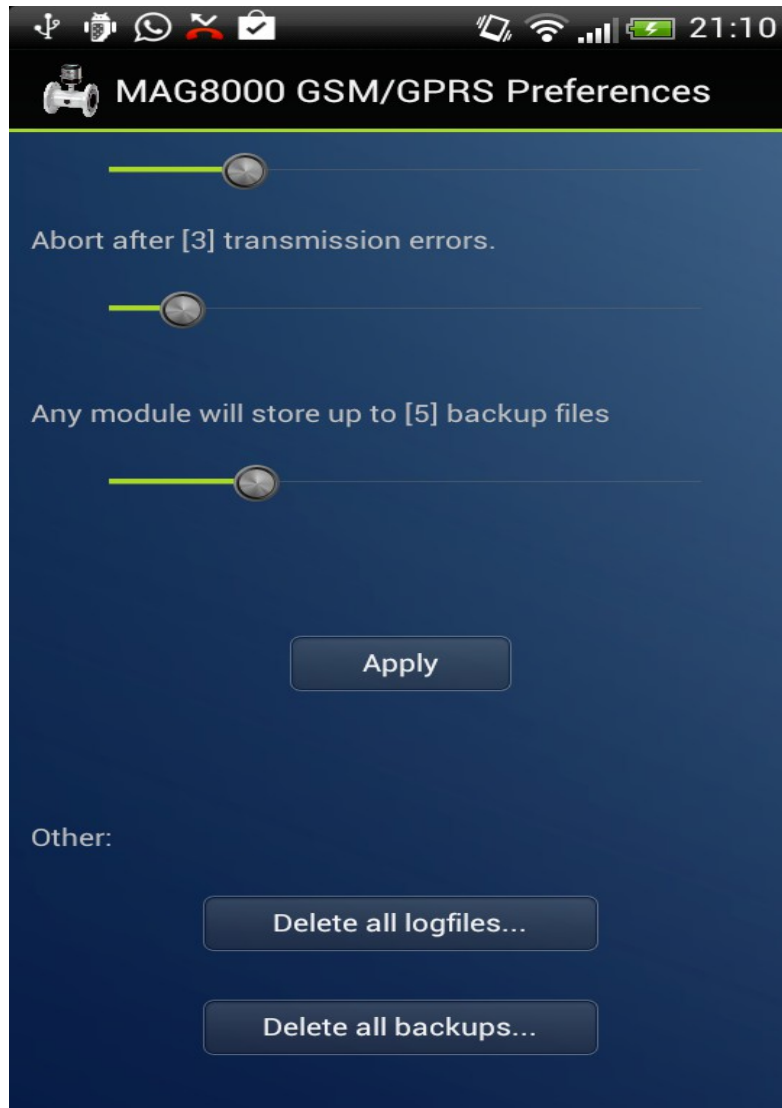 21:10
MAG8000 GSM/GPRS Preferences
Abort after [3] transmission errors.
Any module will store up to [5] backup files
Apply
Other:
Delete all logfiles...
Delete all backups...